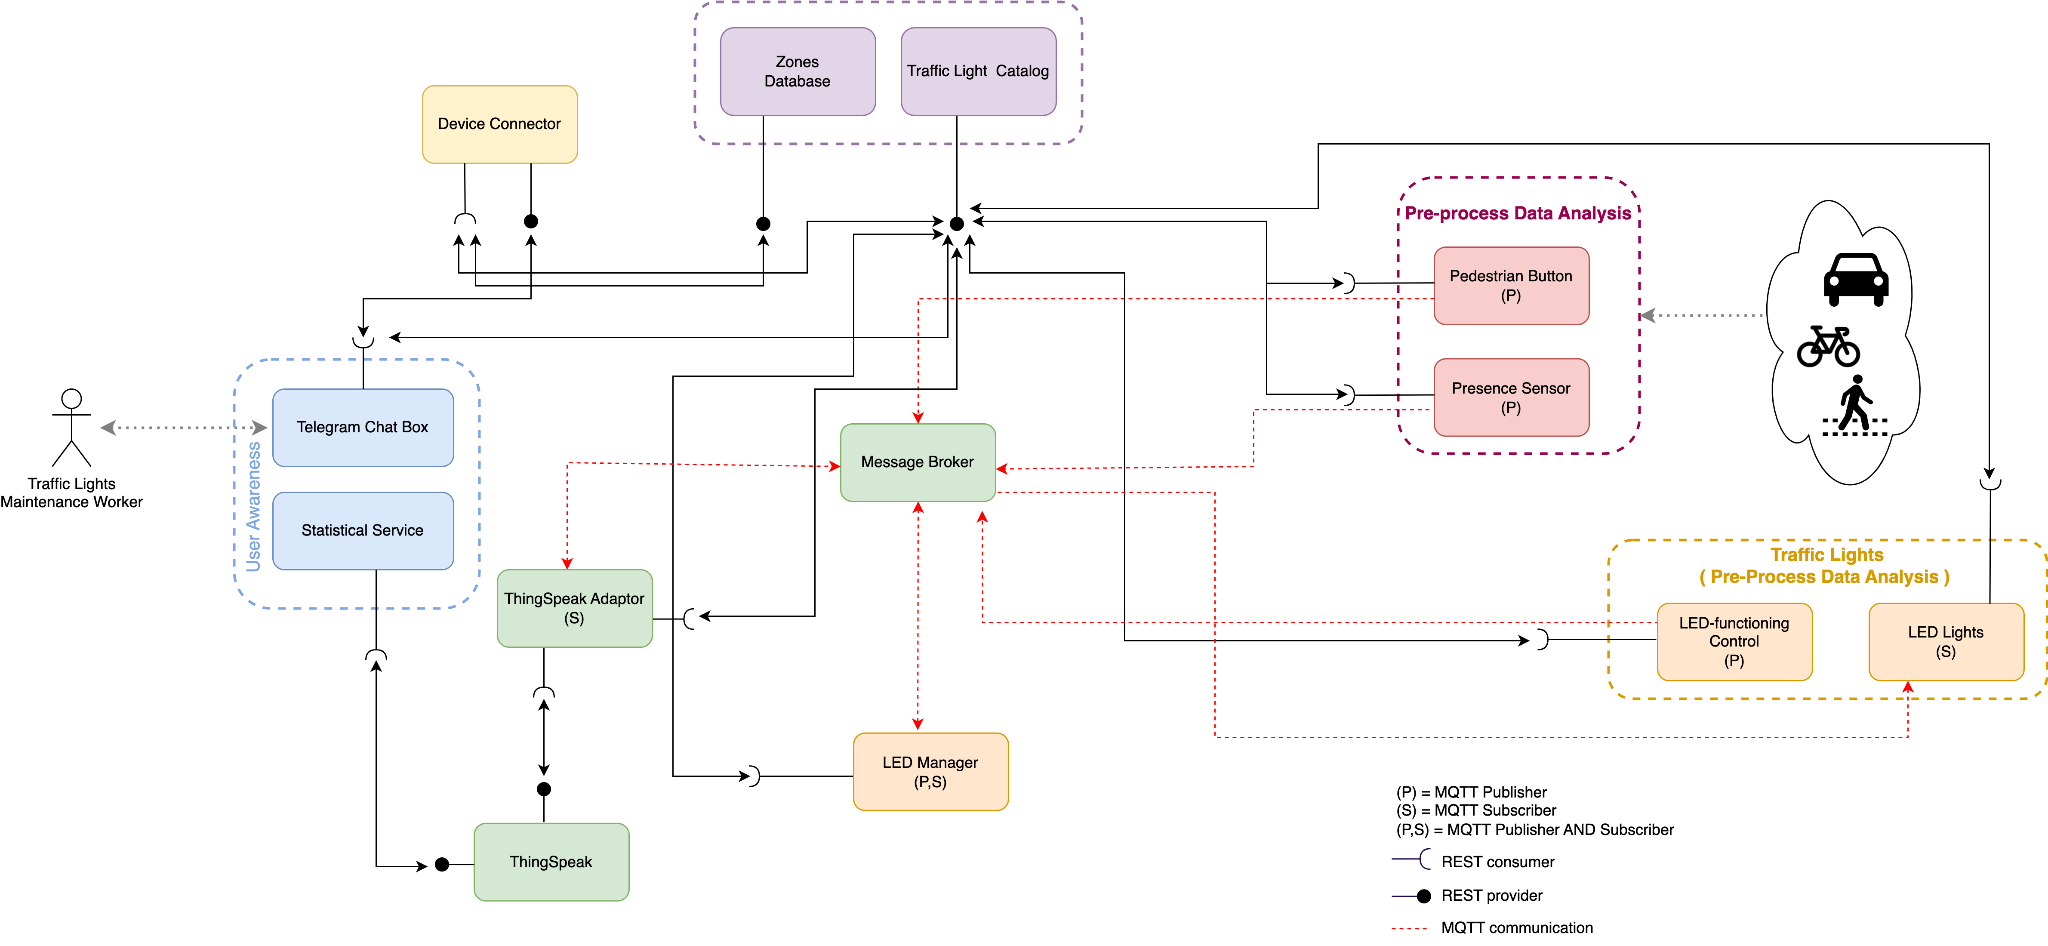 Zones
Database
Traffic Light Catalog
Device Connector
Pre-process Data Analysis
Pedestrian Button
(P)
Presence Sensor
(P)
Telegram Chat Box
User Awareness
Statistical Service
Traffic Lights
Maintenance Worker
Message Broker
ThingSpeak Adaptor
(S)
Traffic Lights
( Pre-Process Data Analysis )
LED-functioning
Control
(P)
LED Lights
(S)
LED Manager
(P,S)
ThingSpeak
(P) = MQTT Publisher
(S) = MQTT Subscriber
(P,S) = MQTT Publisher AND Subscriber
REST consumer
REST provider
MQTT communication